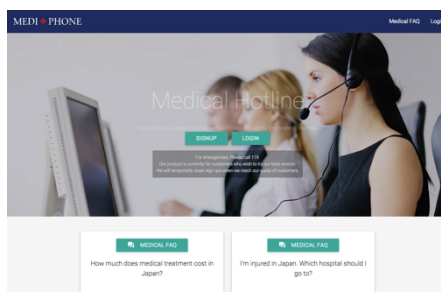 MEDI+PHONE
Medical FAQ
Login
Medical Hotline
SIGNUP
LOGIN
For emergencies, Please call 119.
Our product is currently for customers who wish to try our beta version.
We will temporarily close sign ups when we reach our quota of customers.
MEDICAL FAQ
How much does medical treatment cost in
Japan?
MEDICAL FAQ
I'm injured in Japan. Which hospital should I
go to?